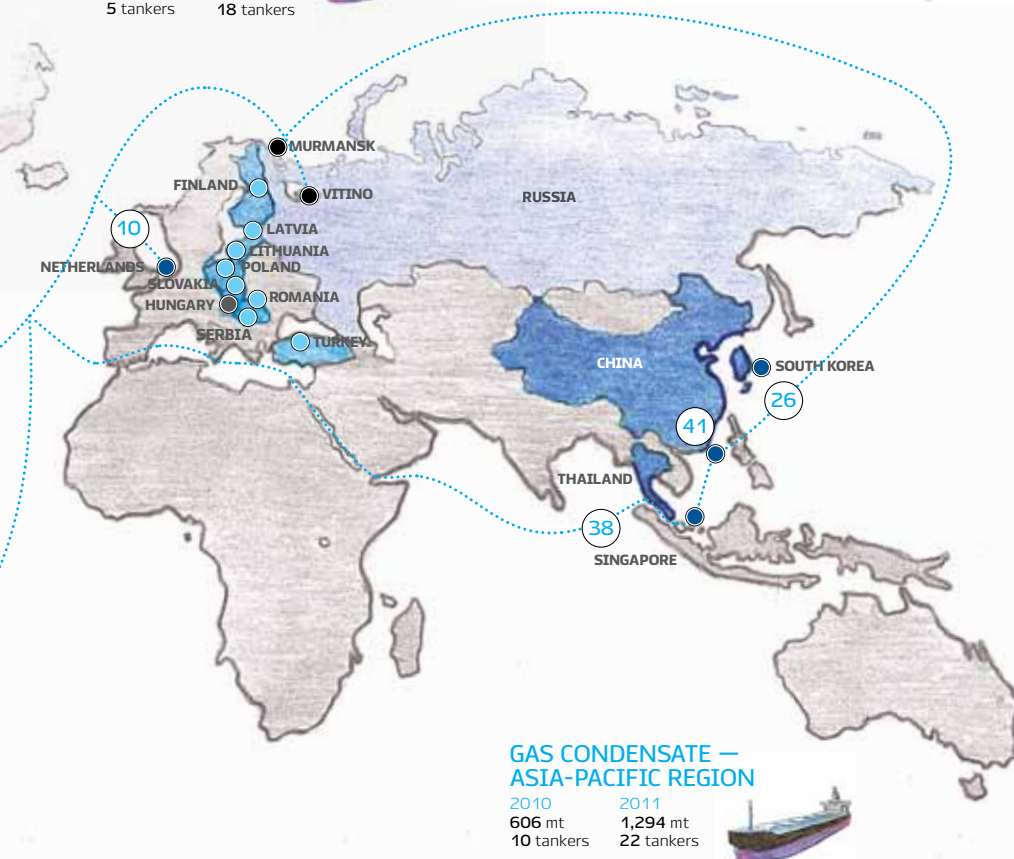 5 tankers
18 tankers
MURMANSK
FINLAND
VITINO
RUSSIA
10
LATVIA
LITHUANIA
NETHERLANDS
POLAND
SLOVAKIA
HUNGARY
ROMANIA
SERBIA
TURKEY
CHINA
SOUTH KOREA
26
41
THAILAND
38
SINGAPORE
GAS CONDENSATE —
ASIA-PACIFIC REGION
2010
2011
606 mt
1,294 mt
10 tankers
22 tankers